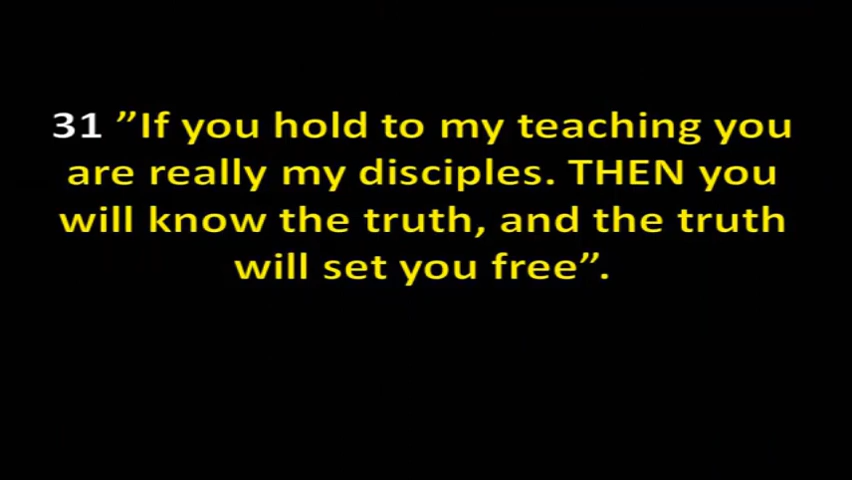 31 ”If you hold to my teaching you
are really my disciples. THEN you
will know the truth, and the truth
will set you free”.